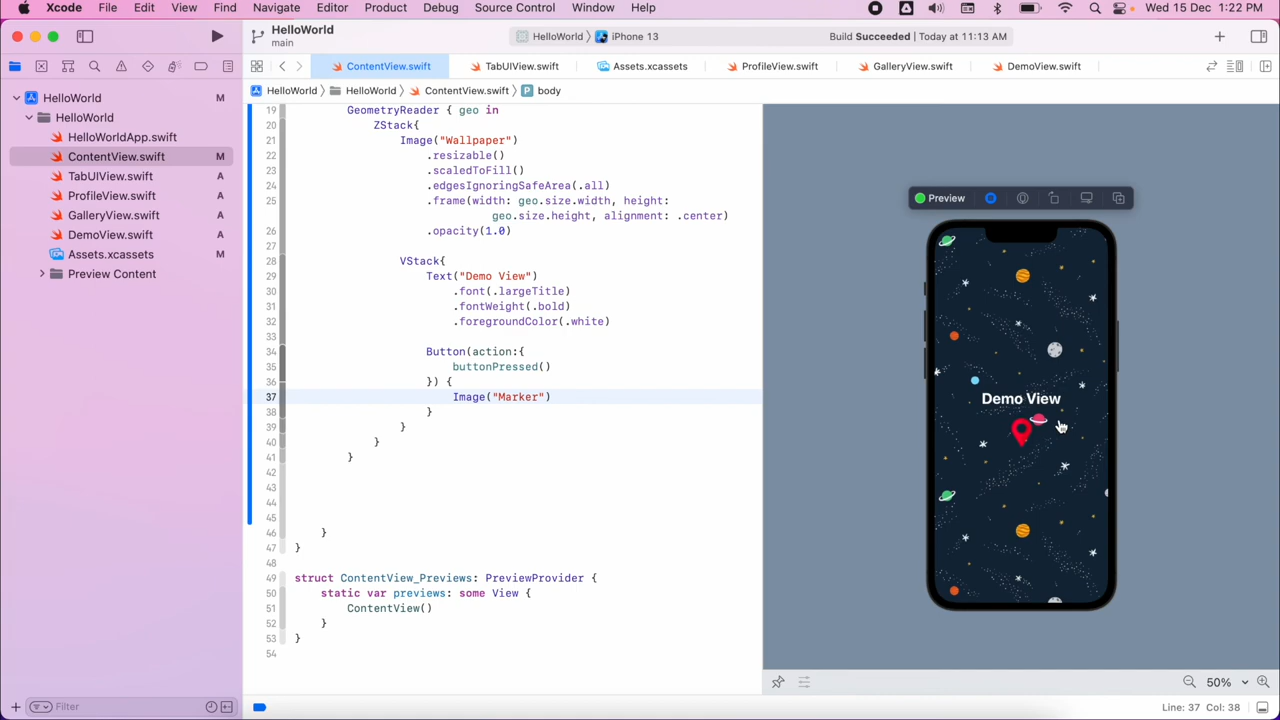 Xcode File Edit View Find Navigate Editor Product Debug Source Control Window Help Wed 15 Dec 1:22 PM
HelloWorld
main
HelloWorld iPhone 13
Build Succeeded | Today at 11:13 AM
ContentView.swift TabUIView.swift Assets.xcassets ProfileView.swift GalleryView.swift DemoView.swift
HelloWorld HelloWorld ContentView.swift P body
HelloWorld M
HelloWorld
HelloWorldApp.swift
ContentView.swift M
TabUIView.swift A
ProfileView.swift A
GalleryView.swift A
DemoView.swift A
Assets.xcassets M
Preview Content
19 GeometryReader { geo in
20 ZStack{
21 Image("Wallpaper")
22 .resizable()
23 .scaledToFill()
24 .edgesIgnoringSafeArea(.all)
25 .frame(width: geo.size.width, height:
geo.size.height, alignment: .center)
26 .opacity(1.0)
27
28 VStack{
29 Text("Demo View")
30 .font(.largeTitle)
31 .fontWeight(.bold)
32 .foregroundColor(.white)
33
34 Button(action:{
35 buttonPressed()
36 }) {
37 Image("Marker")
38 }
39 }
40 }
41 }
42
43
44
45
46 }
47 }
48
49 struct ContentView_Previews: PreviewProvider {
50 static var previews: some View {
51 ContentView()
52 }
53 }
54
Preview
Demo View
50%
Filter
Line: 37 Col: 38